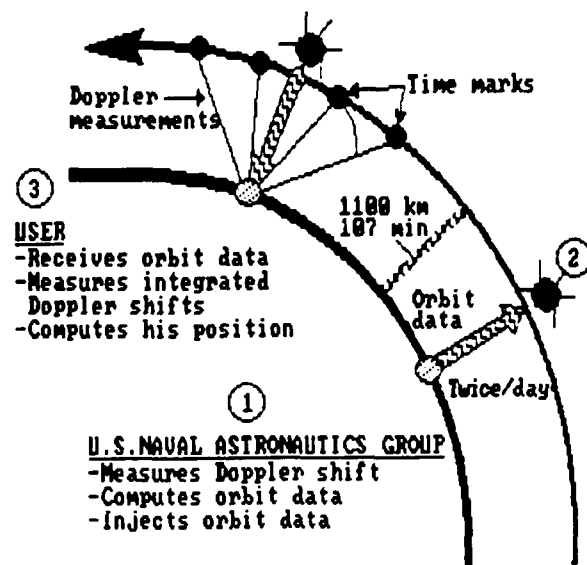 Doppler
measurements
Time marks
3
USER
-Receives orbit data
-Measures integrated
Doppler shifts
-Computes his position
1100 km
107 min
2
Orbit
data
Twice/day
1
U.S.NAVAL ASTRONAUTICS GROUP
-Measures Doppler shift
-Computes orbit data
-Injects orbit data